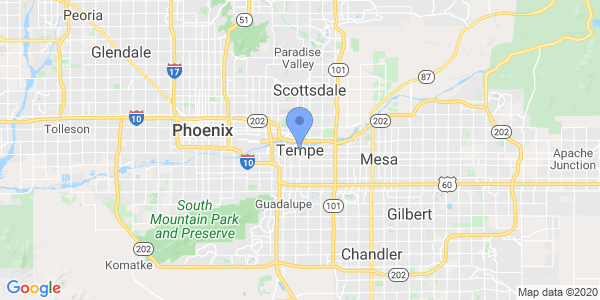 Peoria
51
Glendale
Paradise
Valley
17
101
87
Scottsdale
10
202
202
202
Tolleson
Phoenix
Tempe
Mesa
Apache
Junction
10
60
South
Mountain Park
and Preserve
Guadalupe
101
Gilbert
202
Chandler
Komatke
202
Google
Map data ©2020